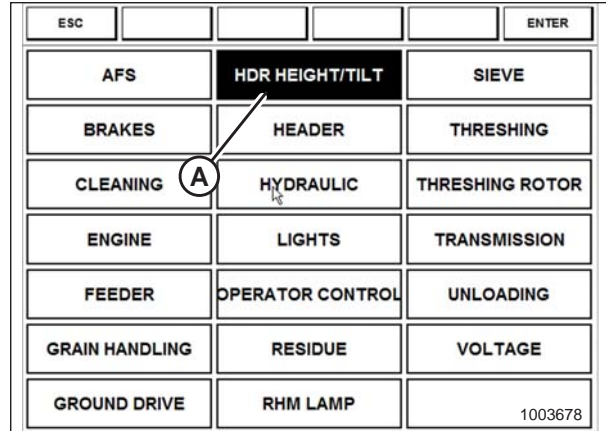 ESC ENTER
AFS HDR HEIGHT/TILT SIEVE
BRAKES HEADER THRESHING
CLEANING A HYDRAULIC THRESHING ROTOR
ENGINE LIGHTS TRANSMISSION
FEEDER OPERATOR CONTROL UNLOADING
GRAIN HANDLING RESIDUE VOLTAGE
GROUND DRIVE RHM LAMP
1003678